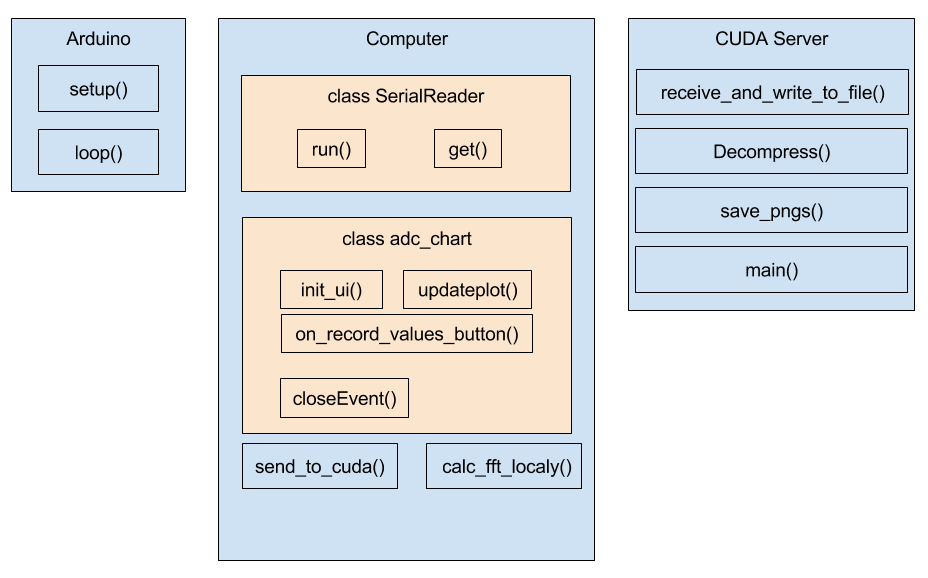 Arduino
setup()
loop()
Computer
class SerialReader
run()
get()
class adc_chart
init_ui()
updateplot()
on_record_values_button()
closeEvent()
send_to_cuda()
calc_fft_localy()
CUDA Server
receive_and_write_to_file()
Decompress()
save_pngs()
main()